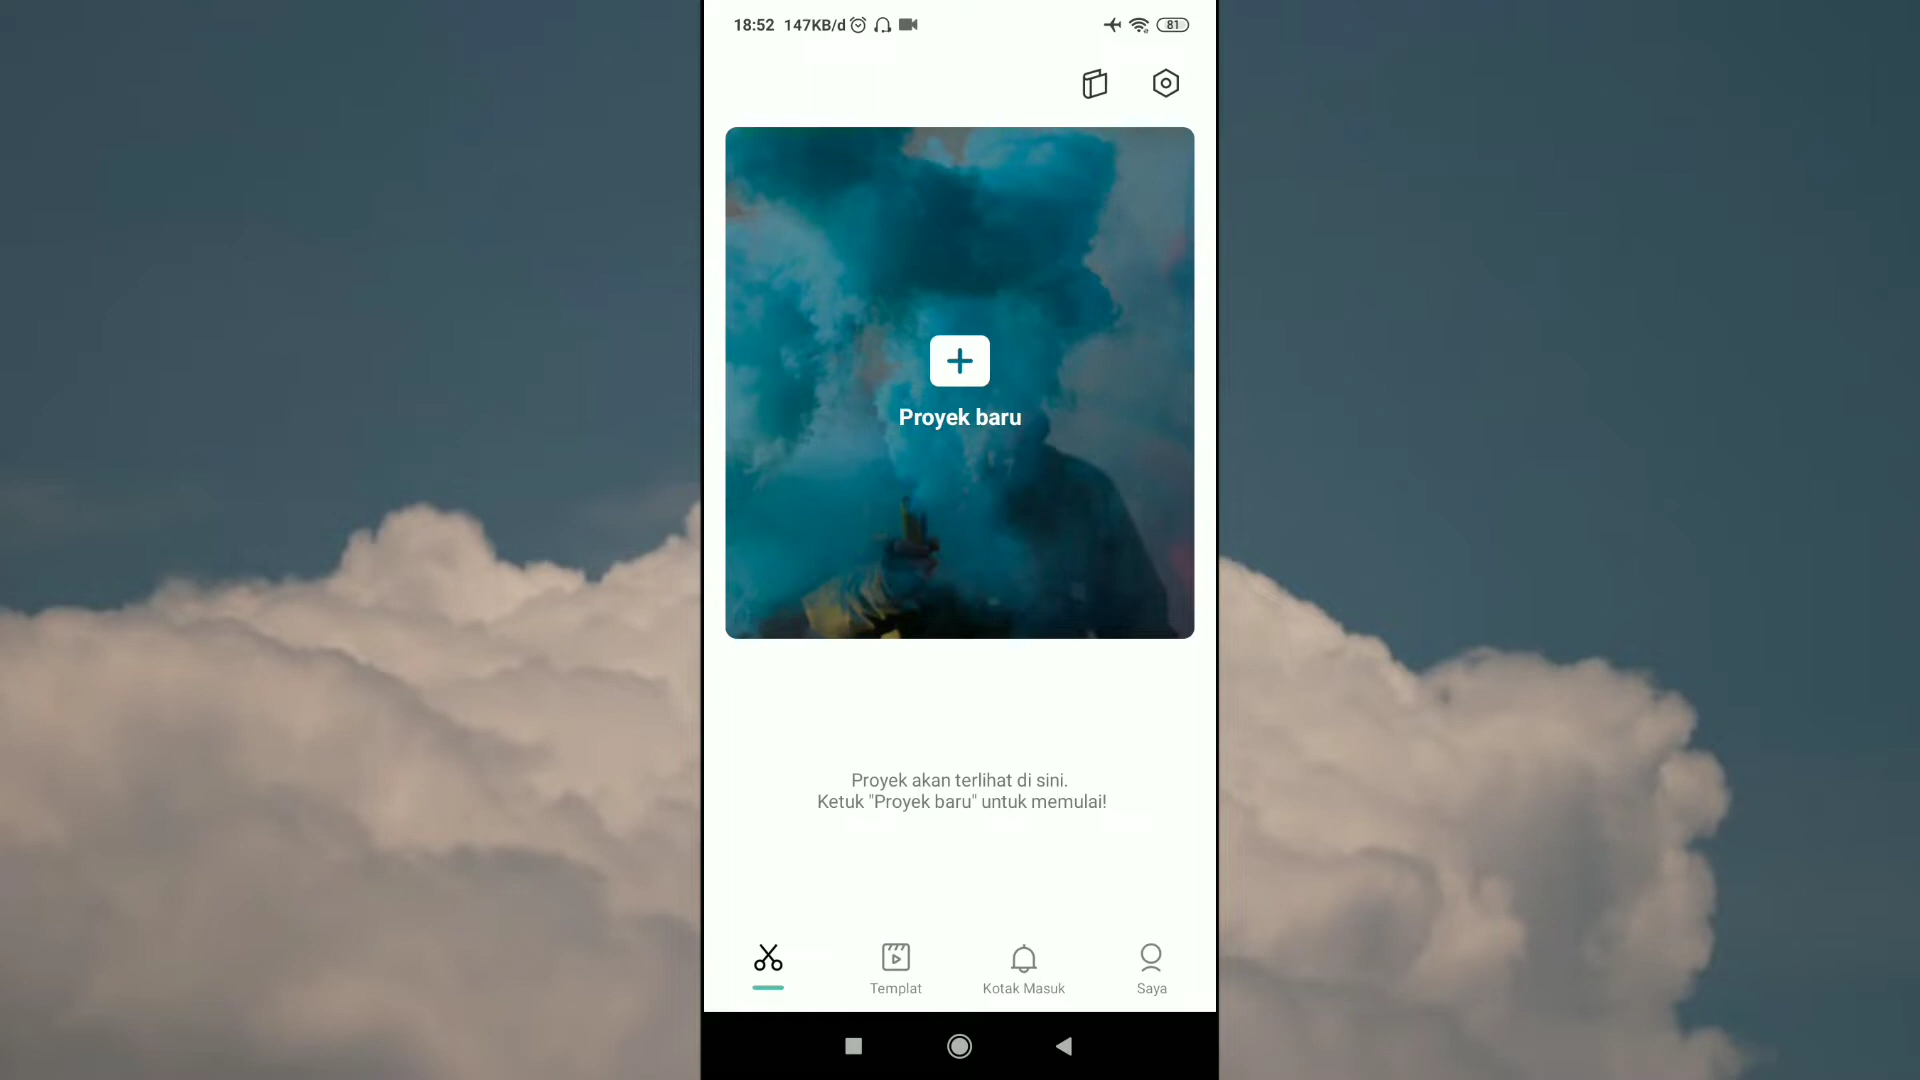 18:52 147KB/d 81
Proyek baru
Proyek akan terlihat di sini.
Ketuk "Proyek baru" untuk memulai!
Templat Kotak Masuk Saya